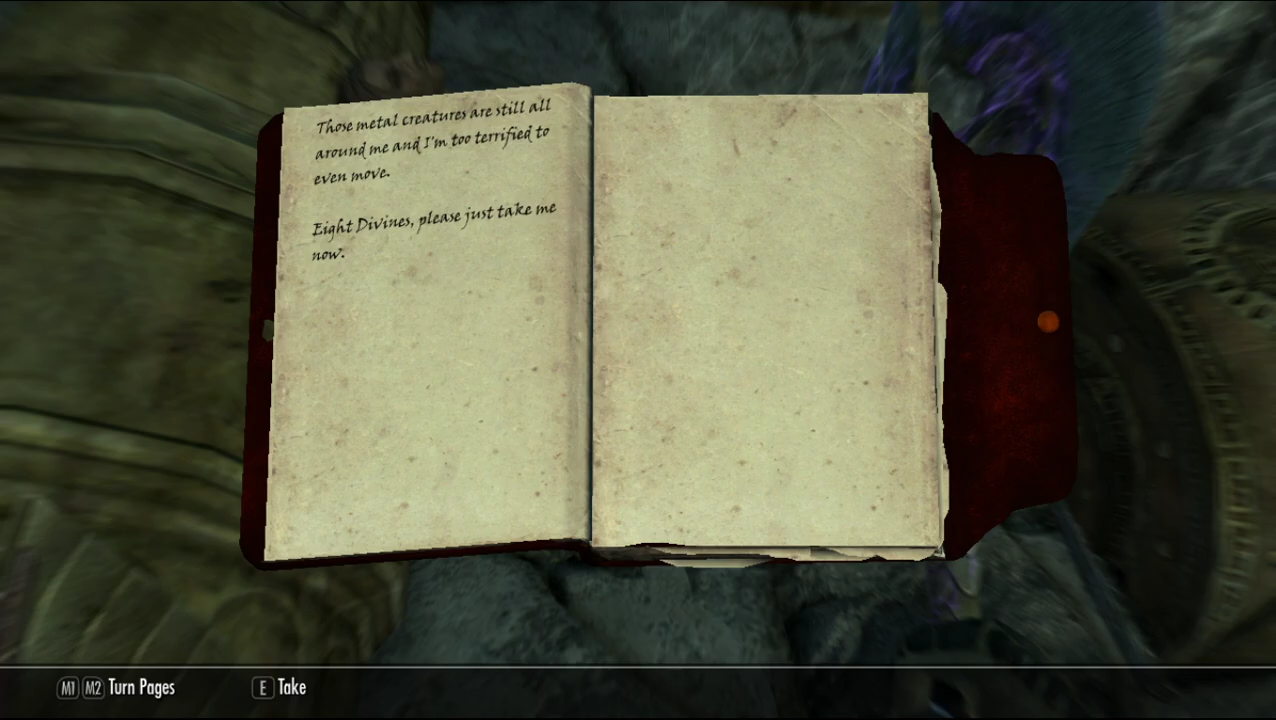 Those metal creatures are still all
around me and I'm too terrified to
even move.
Eight Divines, please just take me
now.
M1 M2 Turn Pages
E Take